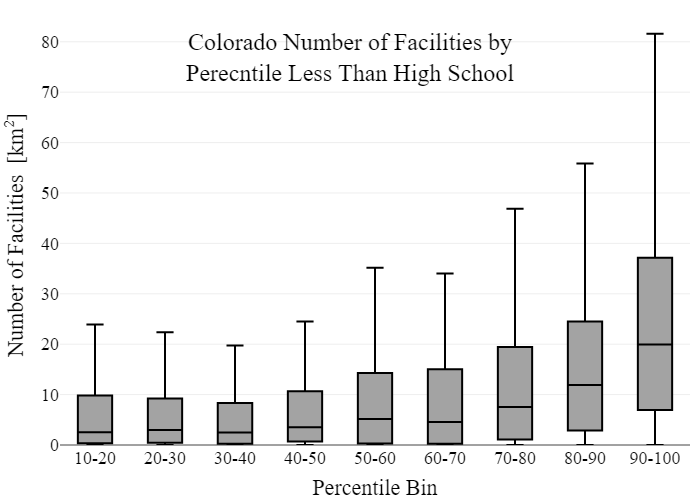 Colorado Number of Facilities by
Perecntile Less Than High School
Number of Facilities [km²]
80
70
60
50
40
30
20
10
0
10-20 20-30 30-40 40-50 50-60 60-70 70-80 80-90 90-100
Percentile Bin